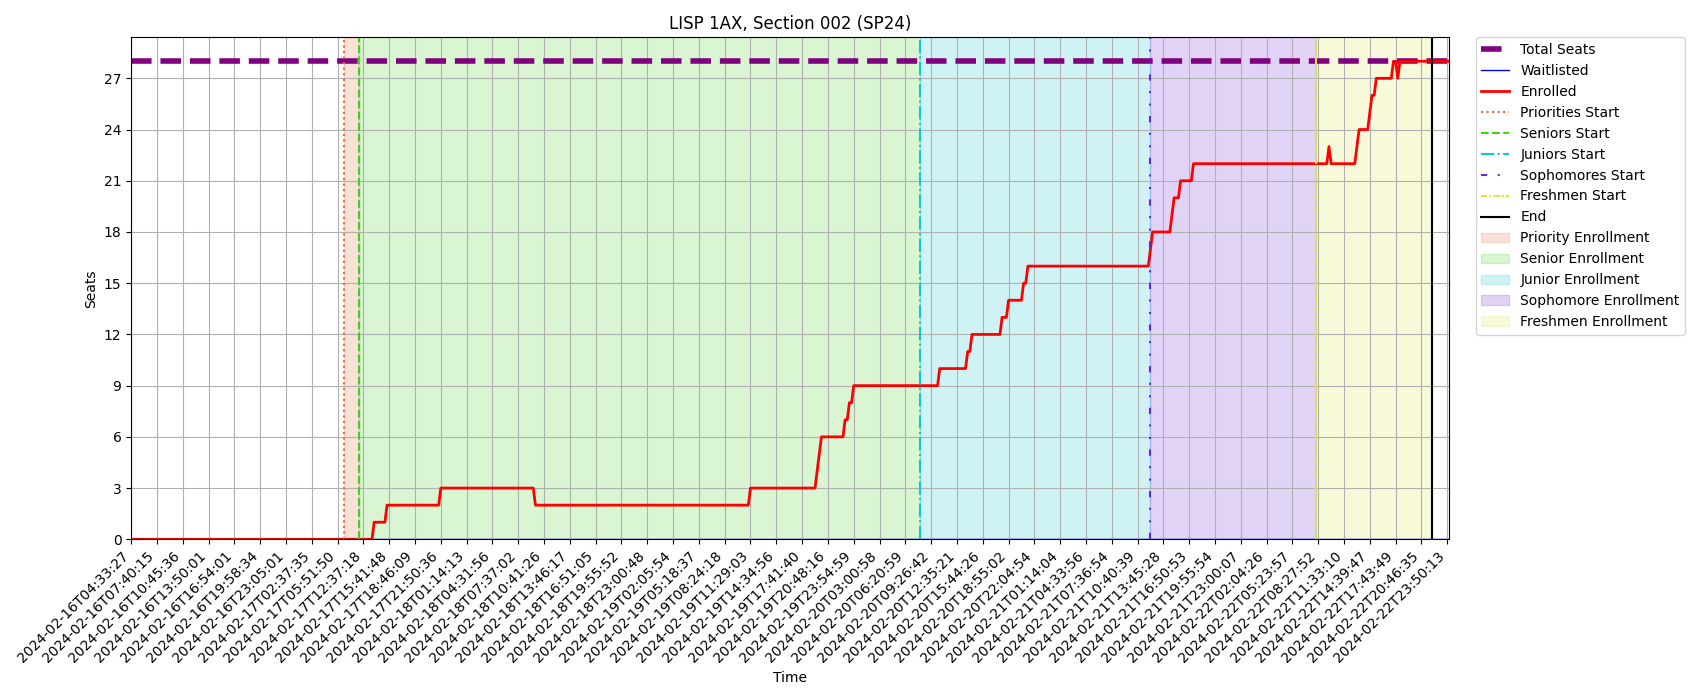 LISP 1AX, Section 002 (SP24)
Seats
27
24
21
18
15
12
9
6
3
0
2024-02-16T04:33:27
2024-02-16T07:40:15
2024-02-16T10:45:36
2024-02-16T13:50:01
2024-02-16T16:54:01
2024-02-16T19:58:34
2024-02-16T23:05:01
2024-02-17T02:37:35
2024-02-17T05:51:50
2024-02-17T12:37:18
2024-02-17T15:41:48
2024-02-17T18:46:09
2024-02-17T21:50:36
2024-02-18T01:14:13
2024-02-18T04:31:56
2024-02-18T07:37:02
2024-02-18T10:41:26
2024-02-18T13:46:17
2024-02-18T16:51:05
2024-02-18T19:55:52
2024-02-18T23:00:48
2024-02-19T02:05:54
2024-02-19T05:18:37
2024-02-19T08:24:18
2024-02-19T11:29:03
2024-02-19T14:34:56
2024-02-19T17:41:40
2024-02-19T20:48:16
2024-02-19T23:54:59
2024-02-20T03:00:58
2024-02-20T06:20:59
2024-02-20T09:26:42
2024-02-20T12:35:21
2024-02-20T15:44:26
2024-02-20T18:55:02
2024-02-20T22:04:54
2024-02-21T01:14:04
2024-02-21T04:33:56
2024-02-21T07:36:54
2024-02-21T10:40:39
2024-02-21T13:45:28
2024-02-21T16:50:53
2024-02-21T19:55:54
2024-02-21T23:00:07
2024-02-22T02:04:26
2024-02-22T05:23:57
2024-02-22T08:27:52
2024-02-22T11:33:10
2024-02-22T14:39:47
2024-02-22T17:43:49
2024-02-22T20:46:35
2024-02-22T23:50:13
Time
Total Seats
Waitlisted
Enrolled
Priorities Start
Seniors Start
Juniors Start
Sophomores Start
Freshmen Start
End
Priority Enrollment
Senior Enrollment
Junior Enrollment
Sophomore Enrollment
Freshmen Enrollment